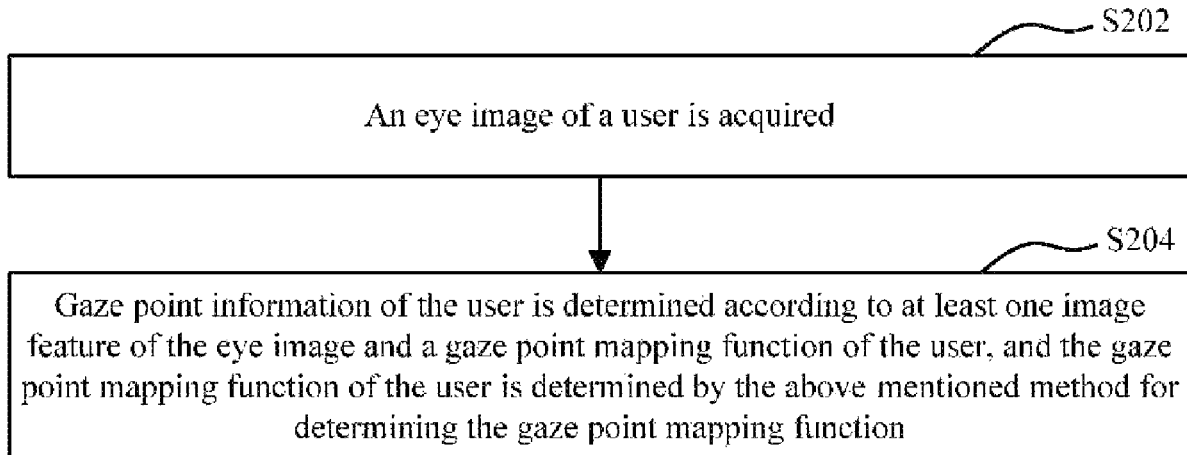 S202
An eye image of a user is acquired
S204
Gaze point information of the user is determined according to at least one image
feature of the eye image and a gaze point mapping function of the user, and the gaze
point mapping function of the user is determined by the above mentioned method for
determining the gaze point mapping function